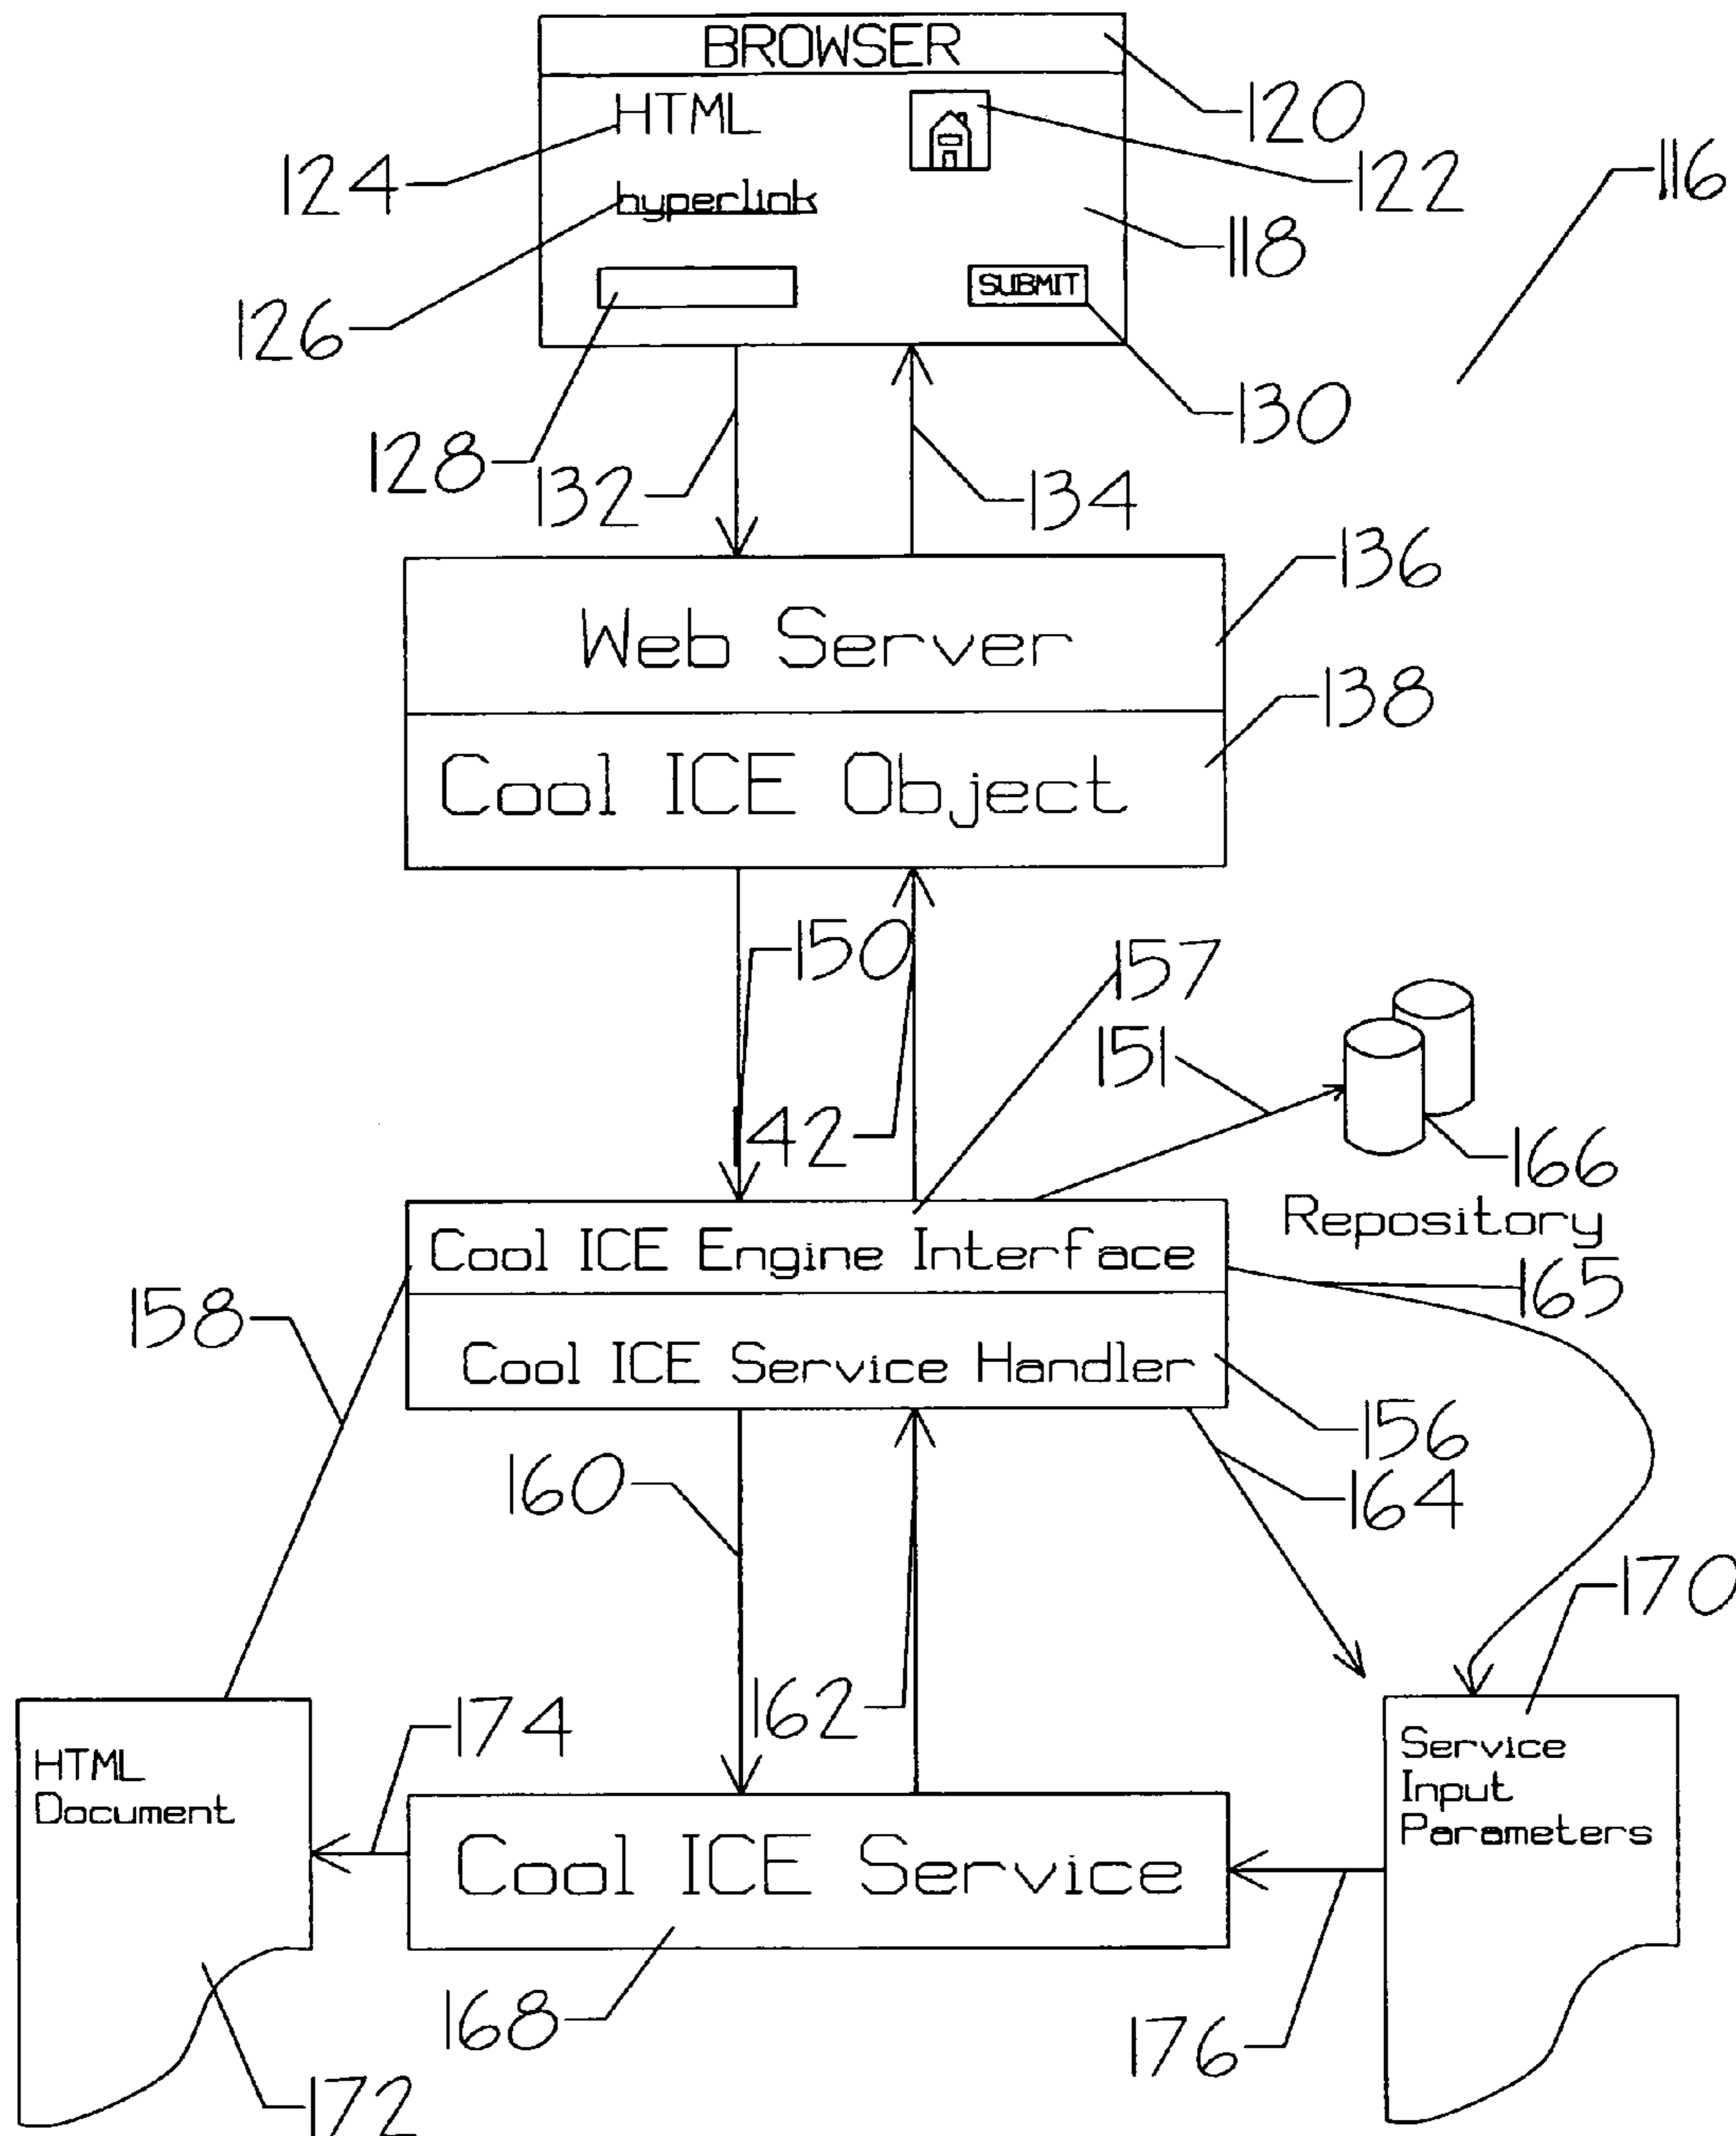 BROWSER
HTML
120
124
122
116
hyperlink
118
126
SUBMIT
128
130
132
134
136
Web Server
138
Cool ICE Object
150
157
151
142
166
Repository
Cool ICE Engine Interface
165
158
Cool ICE Service Handler
156
160
164
170
162
174
HTML
Document
Service
Input
Parameters
Cool ICE Service
168
176
172